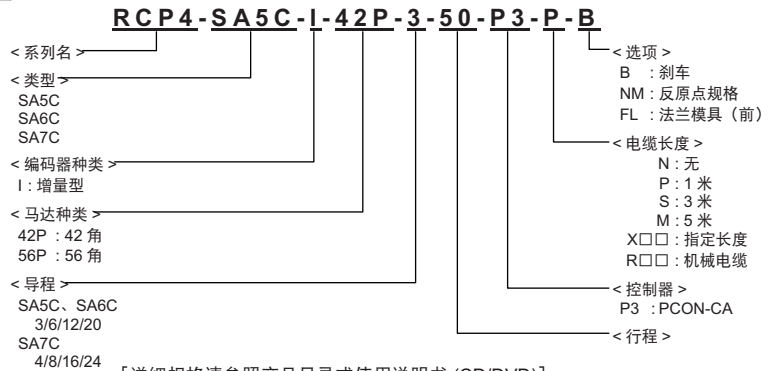 RCP4-SA5C-I-42P-3-50-P3-P-B
<系列名>
<类型>
SA5C
SA6C
SA7C
<编码器种类>
I:增量型
<马达种类>
42P :42 角
56P :56 角
<导程>
SA5C、SA6C
3/6/12/20
SA7C
4/8/16/24
<选项>
B :刹车
NM:反原点规格
FL :法兰模具(前)
<电缆长度>
N:无
P:1 米
S:3 米
M:5 米
X□□:指定长度
R□□:机械电缆
<控制器>
P3 :PCON-CA
<行程>